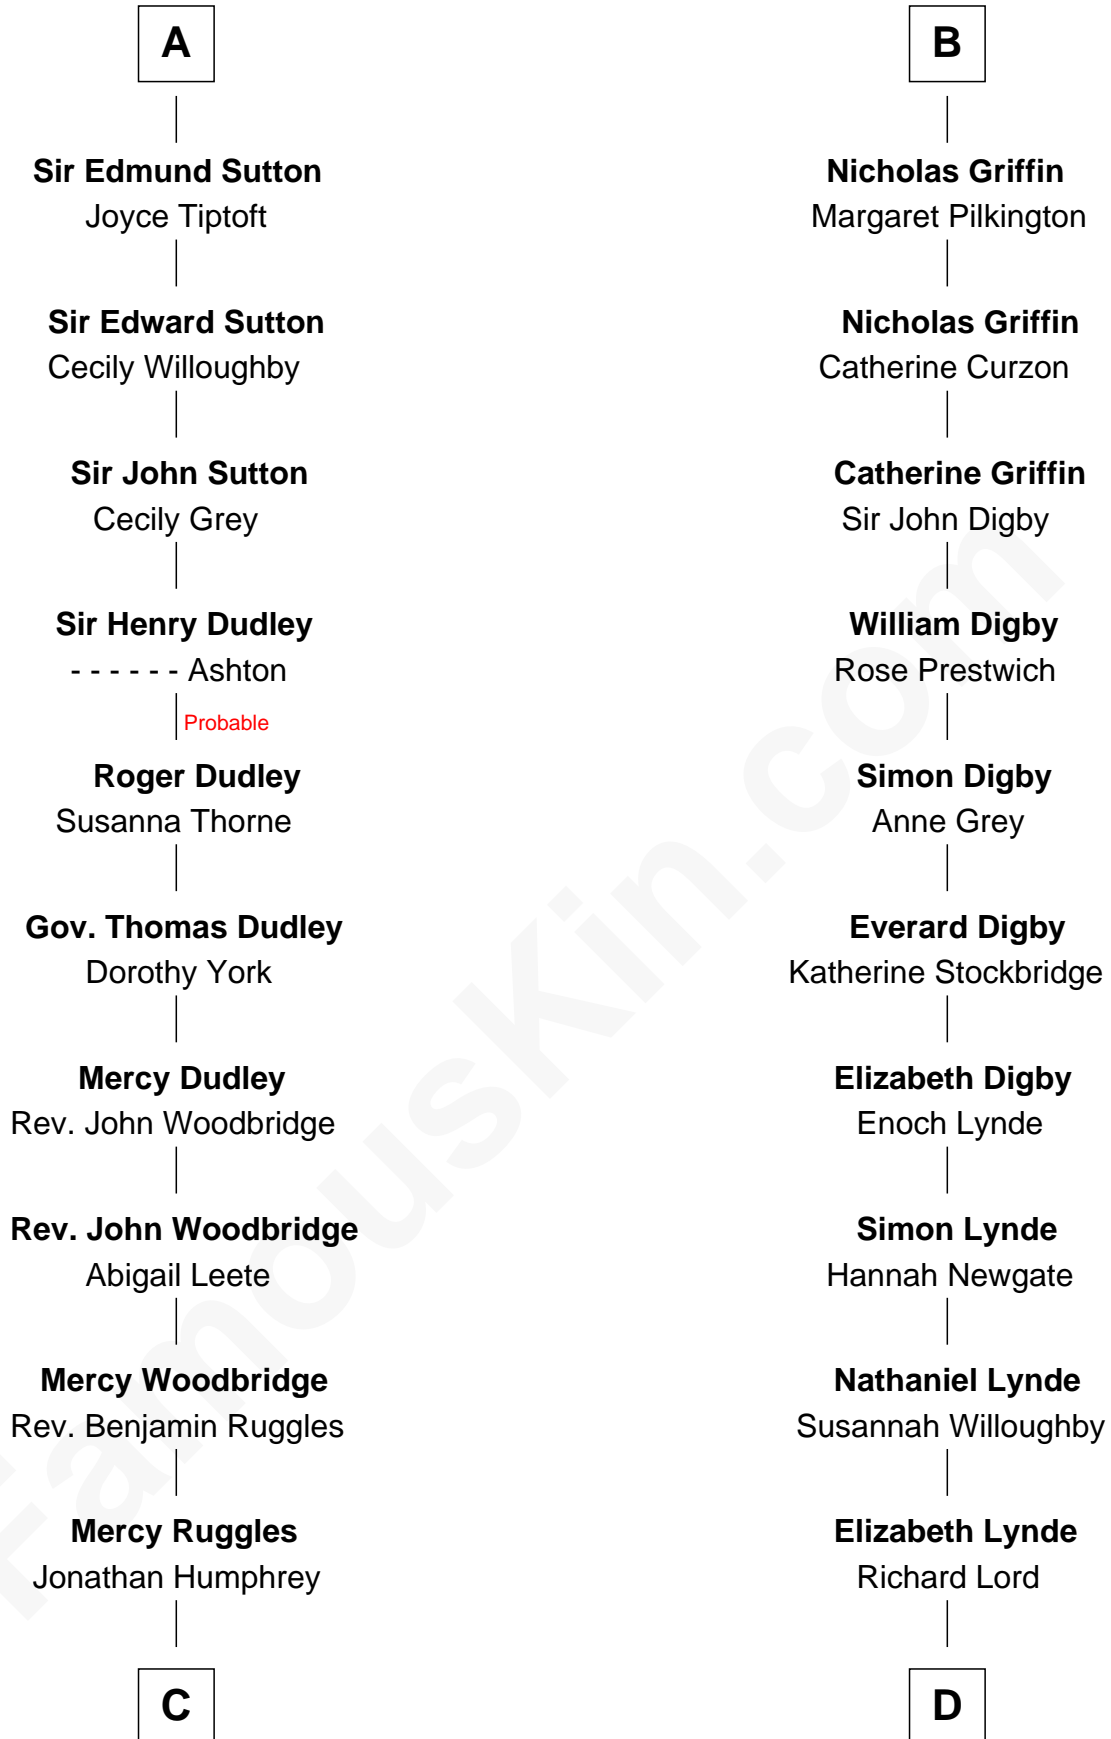 A
Sir Edmund Sutton
Joyce Tiptoft
Sir Edward Sutton
Cecily Willoughby
Sir John Sutton
Cecily Grey
Sir Henry Dudley
- - - - - - Ashton
Probable
Roger Dudley
Susanna Thorne
Gov. Thomas Dudley
Dorothy York
Mercy Dudley
Rev. John Woodbridge
Rev. John Woodbridge
Abigail Leete
Mercy Woodbridge
Rev. Benjamin Ruggles
Mercy Ruggles
Jonathan Humphrey
C
B
Nicholas Griffin
Margaret Pilkington
Nicholas Griffin
Catherine Curzon
Catherine Griffin
Sir John Digby
William Digby
Rose Prestwich
Simon Digby
Anne Grey
Everard Digby
Katherine Stockbridge
Elizabeth Digby
Enoch Lynde
Simon Lynde
Hannah Newgate
Nathaniel Lynde
Susannah Willoughby
Elizabeth Lynde
Richard Lord
D
FamousKin.com